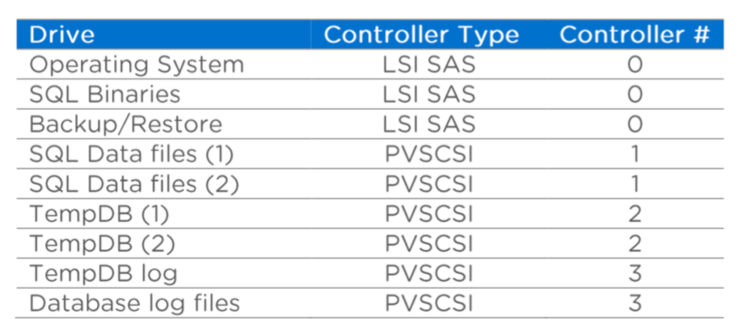 Drive Controller Type Controller #
Operating System LSI SAS 0
SQL Binaries LSI SAS 0
Backup/Restore LSI SAS 0
SQL Data files (1) PVSCSI 1
SQL Data files (2) PVSCSI 1
TempDB (1) PVSCSI 2
TempDB (2) PVSCSI 2
TempDB log PVSCSI 3
Database log files PVSCSI 3